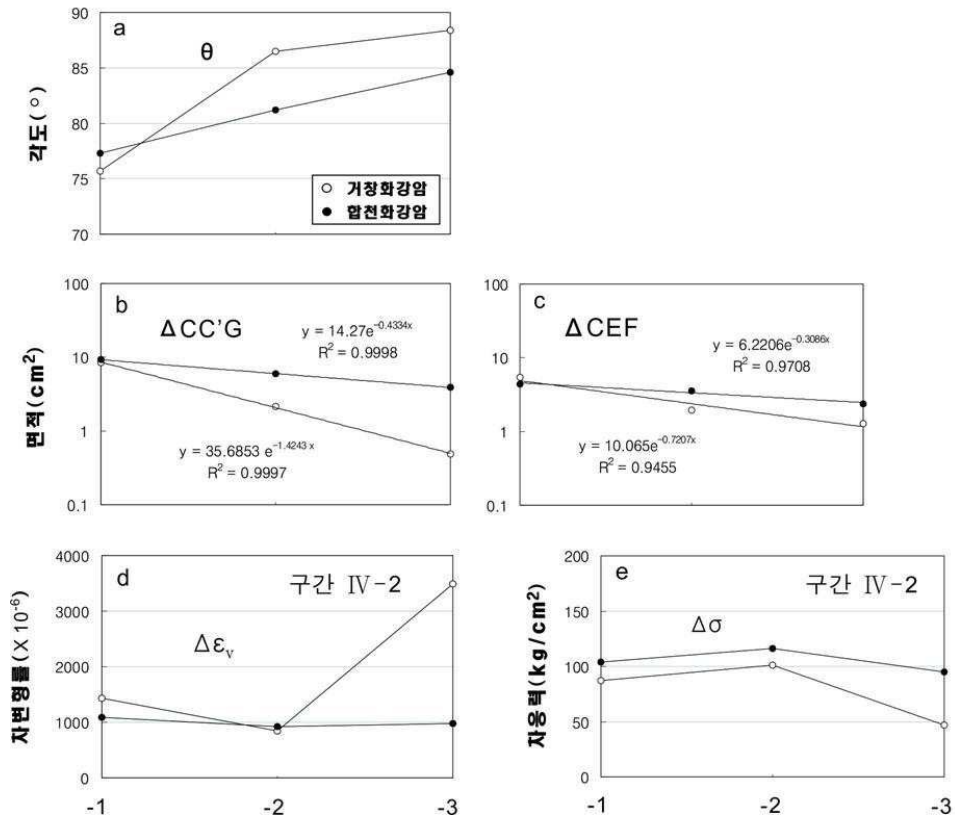 a
θ
90
85
80
75
70
각도(°)
○ 거창화강암
● 합천화강암
b
ΔCC'G
100
10
1
0.1
면적(cm²)
y = 14.27e^-0.4334x
R² = 0.9998
y = 35.6853 e^-1.4243 x
R² = 0.9997
c
ΔCEF
100
10
1
0.1
y = 6.2206e^-0.3086x
R² = 0.9708
y = 10.065e^-0.7207x
R² = 0.9455
d
구간 Ⅳ-2
Δεᵥ
4000
3000
2000
1000
0
차변형률(X 10⁻⁶)
-1 -2 -3
e
구간 Ⅳ-2
Δσ
200
150
100
50
0
차응력(kg/cm²)
-1 -2 -3